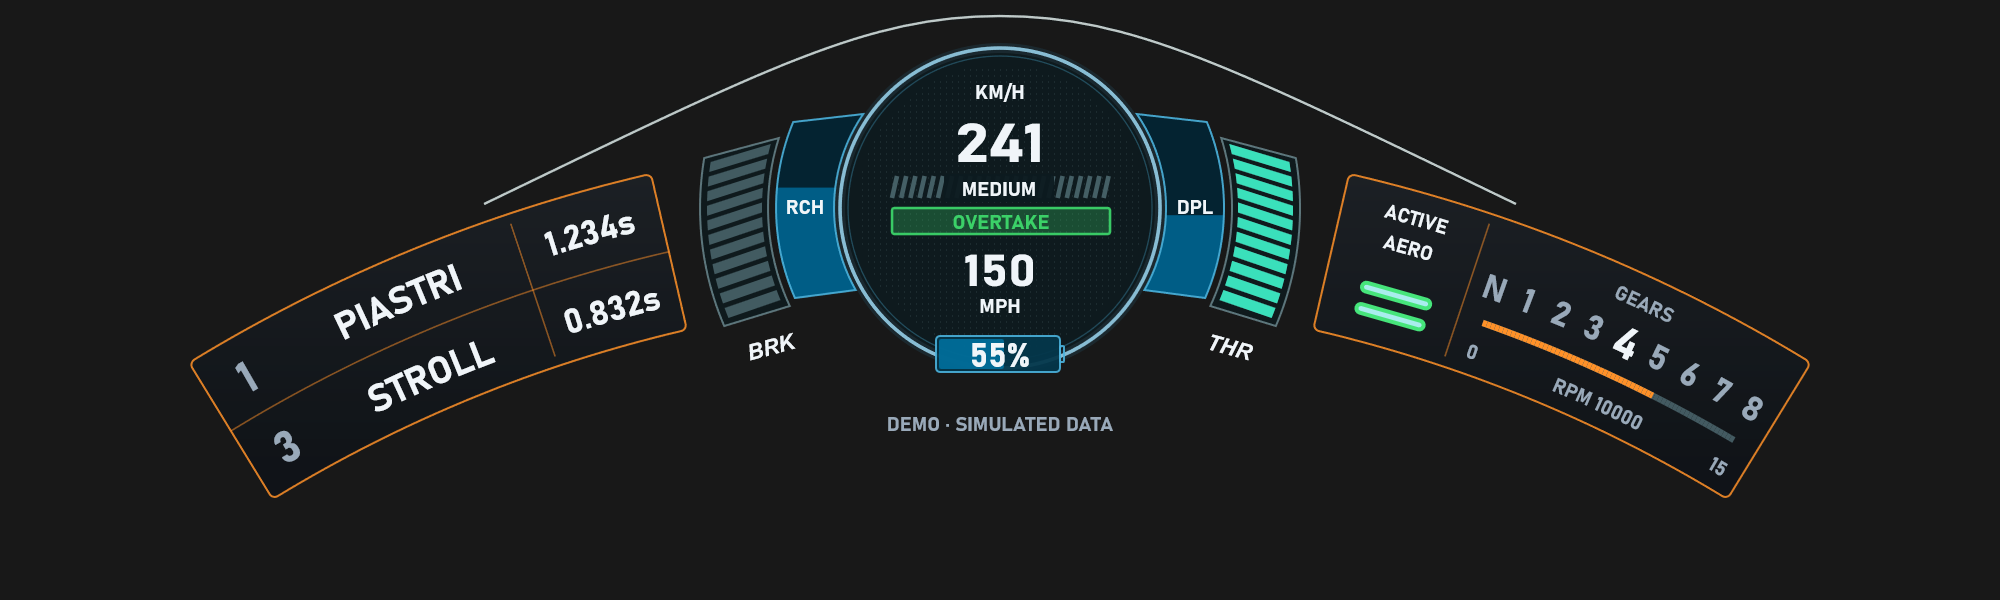 1 PIASTRI 1.234s
3 STROLL 0.832s
BRK
RCH
KM/H
241
MEDIUM
OVERTAKE
150
MPH
55%
DPL
THR
ACTIVE
AERO
GEARS
N 1 2 3 4 5 6 7 8
0 15
RPM 10000
DEMO · SIMULATED DATA